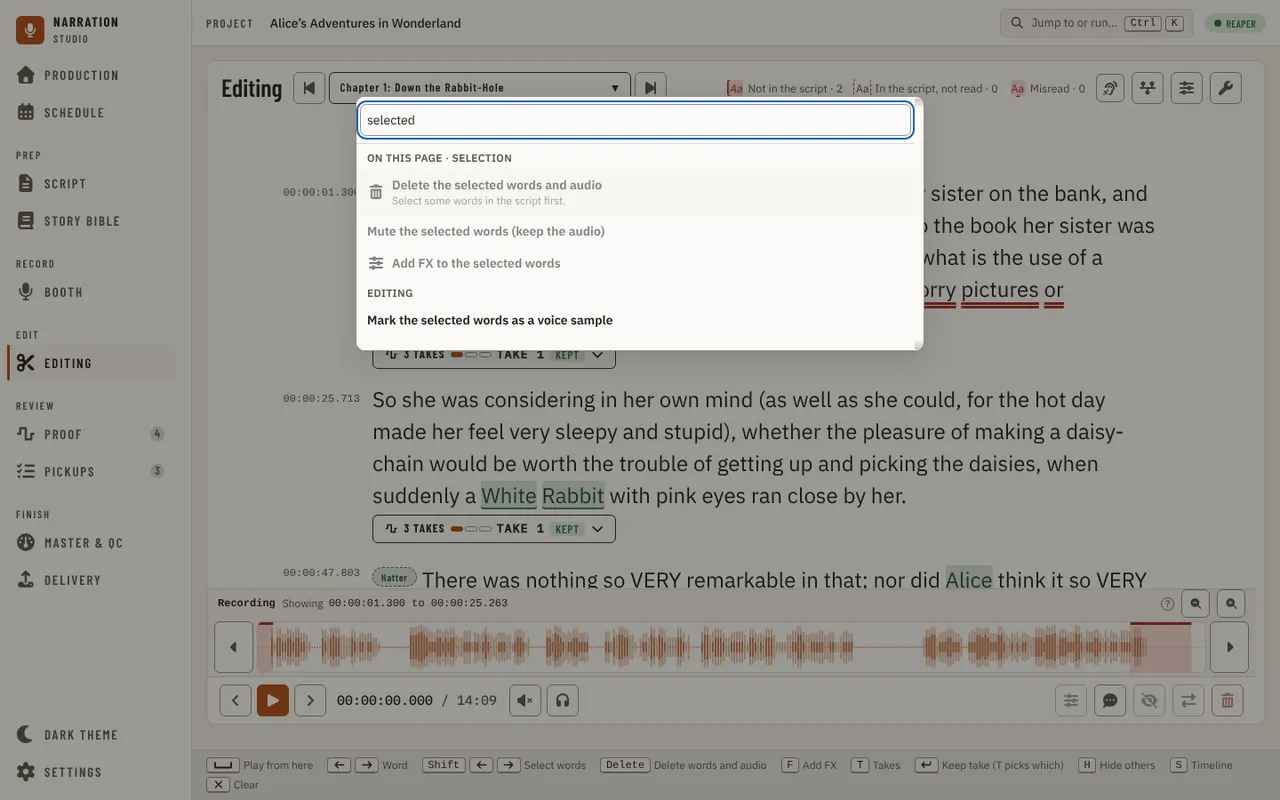 NARRATION
STUDIO
PRODUCTION
SCHEDULE
PREP
SCRIPT
STORY BIBLE
RECORD
BOOTH
EDIT
EDITING
REVIEW
PROOF 4
PICKUPS 3
FINISH
MASTER & QC
DELIVERY
DARK THEME
SETTINGS
PROJECT Alice's Adventures in Wonderland
Jump to or run... Ctrl K
REAPER
Editing
Chapter 1: Down the Rabbit-Hole
Aa Not in the script · 2 Aa In the script, not read · 0 Aa Misread · 0
selected
ON THIS PAGE · SELECTION
Delete the selected words and audio
Select some words in the script first.
Mute the selected words (keep the audio)
Add FX to the selected words
EDITING
Mark the selected words as a voice sample
00:00:01.300
sister on the bank, and
the book her sister was
what is the use of a
pictures or
3 TAKES TAKE 1 KEPT
00:00:25.713 So she was considering in her own mind (as well as she could, for the hot day
made her feel very sleepy and stupid), whether the pleasure of making a daisy-
chain would be worth the trouble of getting up and picking the daisies, when
suddenly a White Rabbit with pink eyes ran close by her.
3 TAKES TAKE 1 KEPT
00:00:47.803 Hatter There was nothing so VERY remarkable in that; nor did Alice think it so VERY
Recording Showing 00:00:01.300 to 00:00:25.263
?
00:00:00.000 / 14:09
Play from here Word Shift Select words Delete Delete words and audio F Add FX T Takes Keep take (T picks which) H Hide others S Timeline
Clear